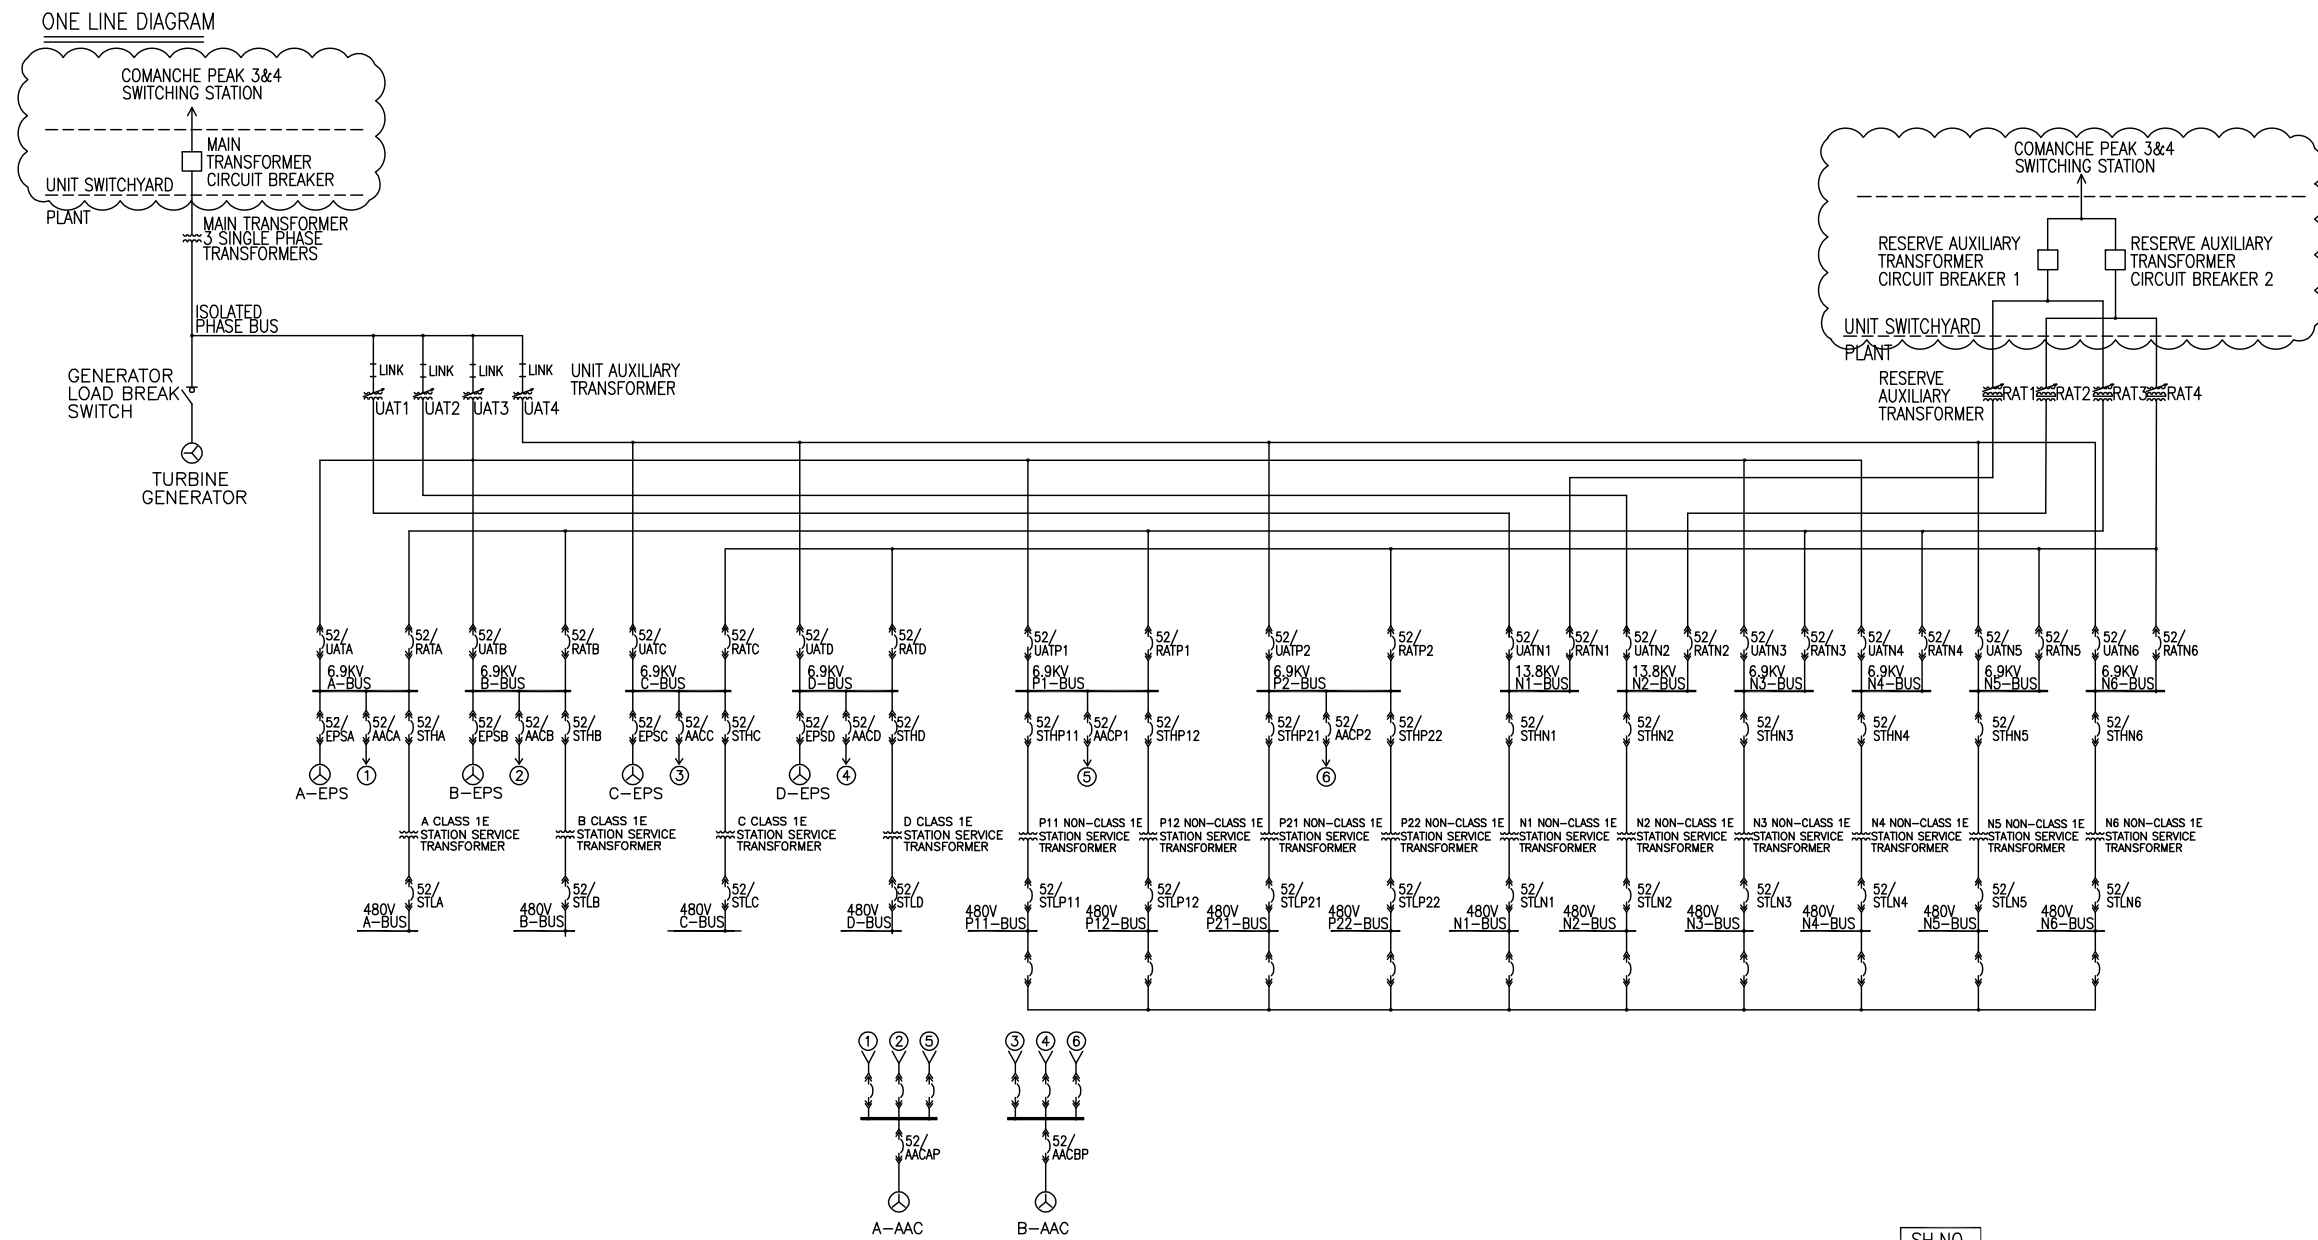 ONE LINE DIAGRAM
COMANCHE PEAK 3&4
SWITCHING STATION
MAIN
TRANSFORMER
CIRCUIT BREAKER
UNIT SWITCHYARD
PLANT
MAIN TRANSFORMER
3 SINGLE PHASE
TRANSFORMERS
ISOLATED
PHASE BUS
GENERATOR
LOAD BREAK
SWITCH
TURBINE
GENERATOR
LINK
LINK
LINK
LINK
UNIT AUXILIARY
TRANSFORMER
UAT1
UAT2
UAT3
UAT4
COMANCHE PEAK 3&4
SWITCHING STATION
RESERVE AUXILIARY
TRANSFORMER
CIRCUIT BREAKER 1
RESERVE AUXILIARY
TRANSFORMER
CIRCUIT BREAKER 2
UNIT SWITCHYARD
PLANT
RESERVE
AUXILIARY
TRANSFORMER
RAT1
RAT2
RAT3
RAT4
52/
UATA
52/
RATA
52/
UATB
52/
RATB
52/
UATC
52/
RATC
52/
UATD
52/
RATD
52/
UATP1
52/
RATP1
52/
UATP2
52/
RATP2
52/
UATN1
52/
RATN1
52/
UATN2
52/
RATN2
52/
UATN3
52/
RATN3
52/
UATN4
52/
RATN4
52/
UATN5
52/
RATN5
52/
UATN6
52/
RATN6
6.9KV
A-BUS
6.9KV
B-BUS
6.9KV
C-BUS
6.9KV
D-BUS
6.9KV
P1-BUS
6.9KV
P2-BUS
13.8KV
N1-BUS
13.8KV
N2-BUS
6.9KV
N3-BUS
6.9KV
N4-BUS
6.9KV
N5-BUS
6.9KV
N6-BUS
52/
EPSA
52/
AACA
52/
STHA
52/
EPSB
52/
AACB
52/
STHB
52/
EPSC
52/
AACC
52/
STHC
52/
EPSD
52/
AACD
52/
STHD
52/
STHP11
52/
AACP1
52/
STHP12
52/
STHP21
52/
AACP2
52/
STHP22
52/
STHN1
52/
STHN2
52/
STHN3
52/
STHN4
52/
STHN5
52/
STHN6
1
2
3
4
5
6
A-EPS
B-EPS
C-EPS
D-EPS
A CLASS 1E
STATION SERVICE
TRANSFORMER
B CLASS 1E
STATION SERVICE
TRANSFORMER
C CLASS 1E
STATION SERVICE
TRANSFORMER
D CLASS 1E
STATION SERVICE
TRANSFORMER
P11 NON-CLASS 1E
STATION SERVICE
TRANSFORMER
P12 NON-CLASS 1E
STATION SERVICE
TRANSFORMER
P21 NON-CLASS 1E
STATION SERVICE
TRANSFORMER
P22 NON-CLASS 1E
STATION SERVICE
TRANSFORMER
N1 NON-CLASS 1E
STATION SERVICE
TRANSFORMER
N2 NON-CLASS 1E
STATION SERVICE
TRANSFORMER
N3 NON-CLASS 1E
STATION SERVICE
TRANSFORMER
N4 NON-CLASS 1E
STATION SERVICE
TRANSFORMER
N5 NON-CLASS 1E
STATION SERVICE
TRANSFORMER
N6 NON-CLASS 1E
STATION SERVICE
TRANSFORMER
52/
STLA
52/
STLB
52/
STLC
52/
STLD
52/
STLP11
52/
STLP12
52/
STLP21
52/
STLP22
52/
STLN1
52/
STLN2
52/
STLN3
52/
STLN4
52/
STLN5
52/
STLN6
480V
A-BUS
480V
B-BUS
480V
C-BUS
480V
D-BUS
480V
P11-BUS
480V
P12-BUS
480V
P21-BUS
480V
P22-BUS
480V
N1-BUS
480V
N2-BUS
480V
N3-BUS
480V
N4-BUS
480V
N5-BUS
480V
N6-BUS
1
2
5
3
4
6
52/
AACAP
52/
AACBP
A-AAC
B-AAC
SH.NO.